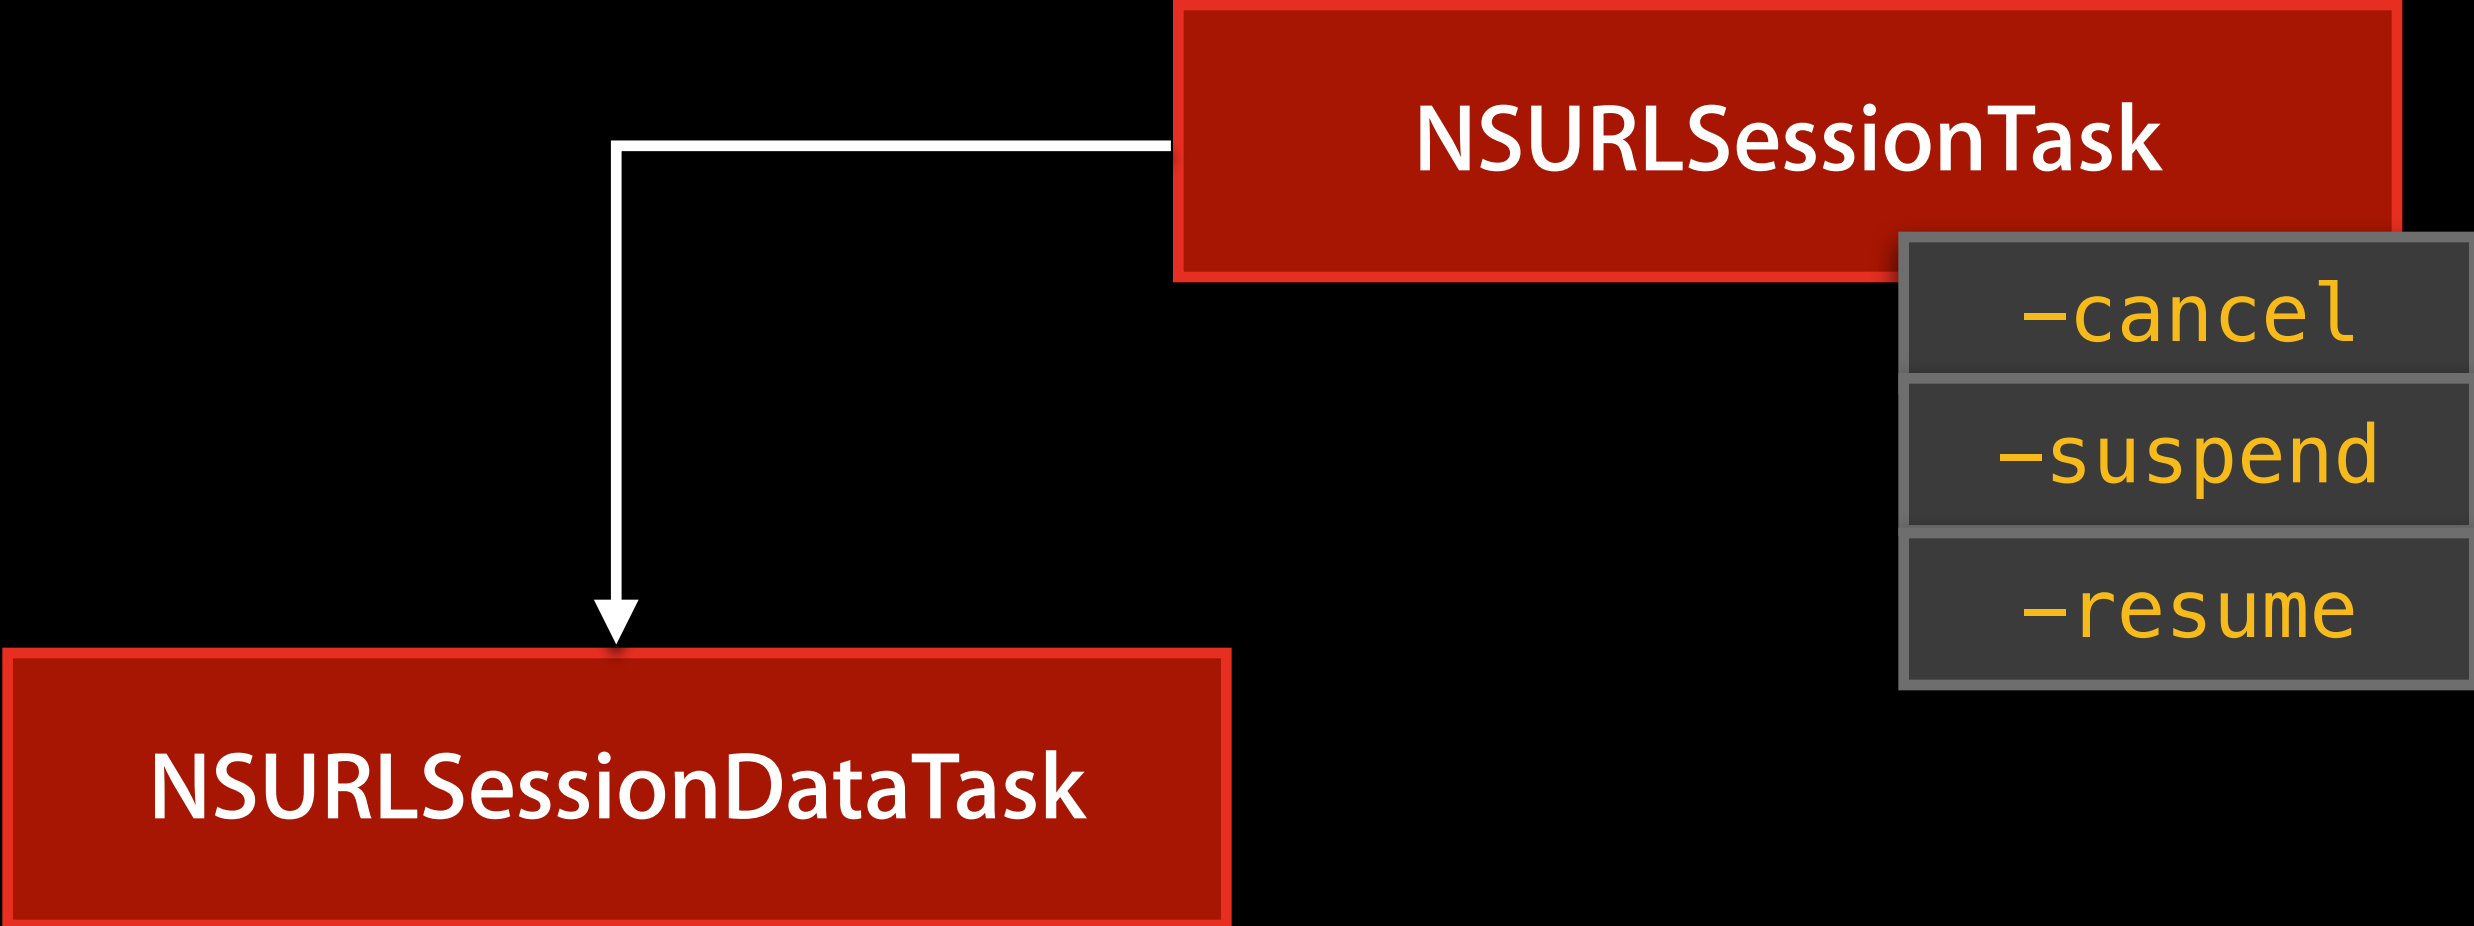 NSURLSessionTask
–cancel
–suspend
–resume
NSURLSessionDataTask